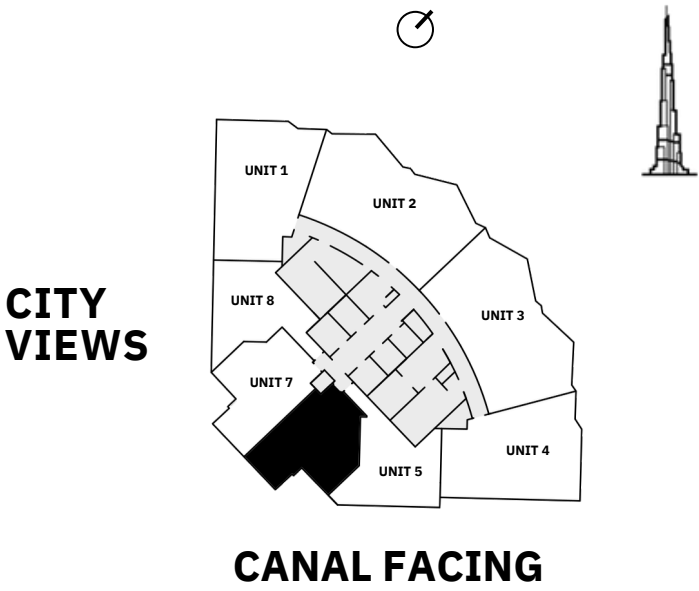 UNIT 1
UNIT 2
UNIT 8
CITY
VIEWS
UNIT 3
UNIT 7
UNIT 4
UNIT 5
CANAL FACING